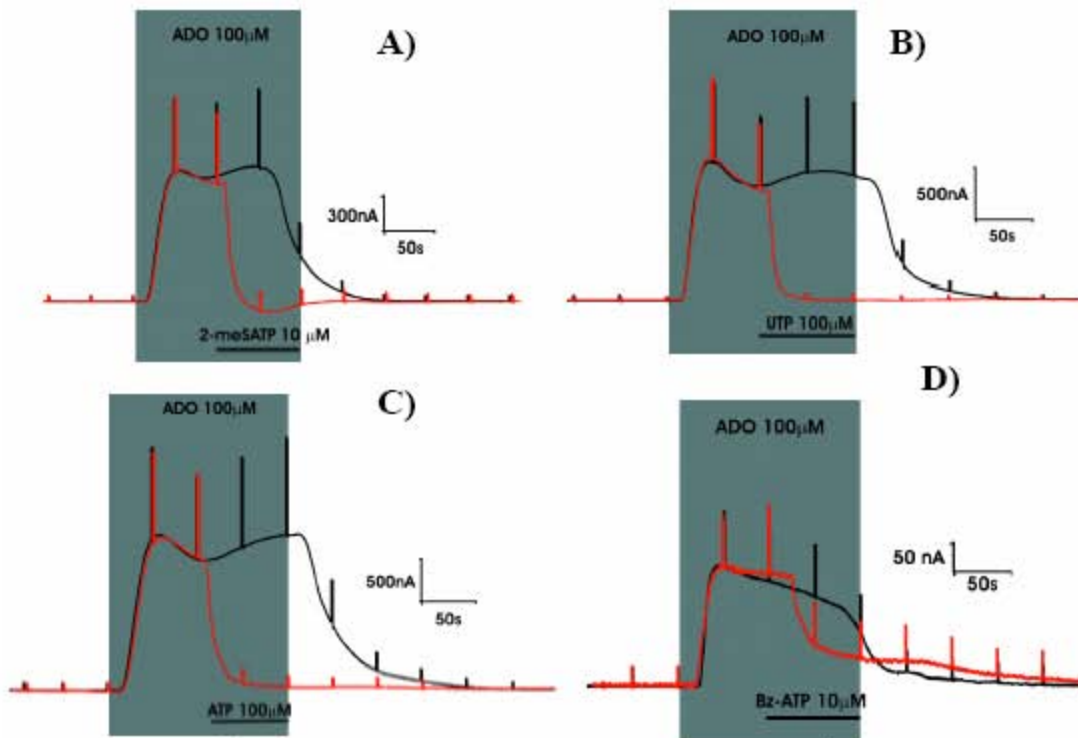 A)
ADO 100μM
300nA
50s
2-meSATP 10 μM
B)
ADO 100μM
500nA
50s
UTP 100μM
C)
ADO 100μM
500nA
50s
ATP 100μM
D)
ADO 100μM
50 nA
50s
Bz-ATP 10μM